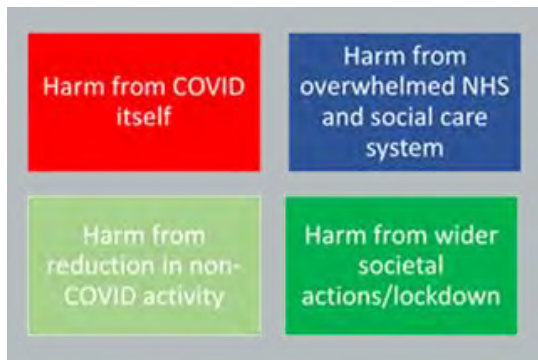 Harm from COVID
itself
Harm from
overwhelmed NHS
and social care
system
Harm from
reduction in non-
COVID activity
Harm from wider
societal
actions/lockdown